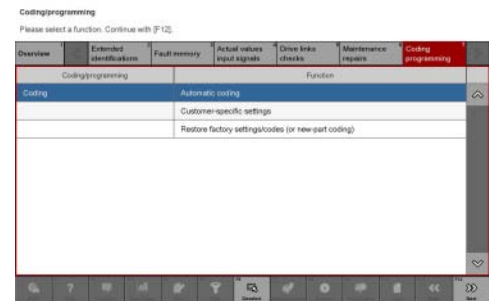 Coding/programming
Please select a function. Continue with [F12].
Overview
Extended identifications
Fault memory
Actual values input signals
Drive links checks
Maintenance repairs
Coding programming
Coding/programming
Function
Coding
Automatic coding
Customer-specific settings
Restore factory settings/codes (or new-part coding)